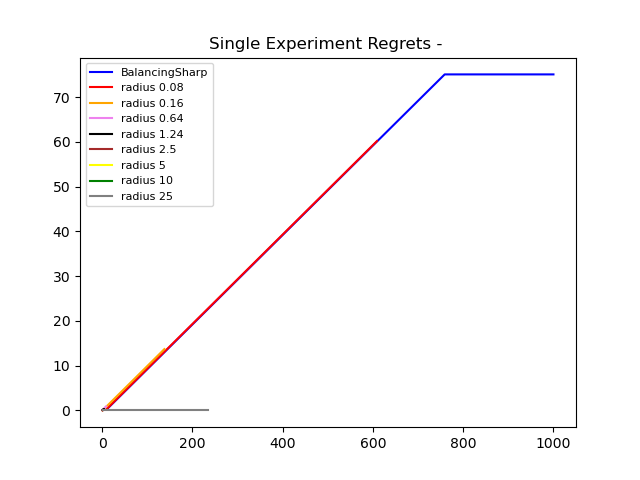 Single Experiment Regrets -
BalancingSharp
radius 0.08
radius 0.16
radius 0.64
radius 1.24
radius 2.5
radius 5
radius 10
radius 25
70
60
50
40
30
20
10
0
0 200 400 600 800 1000